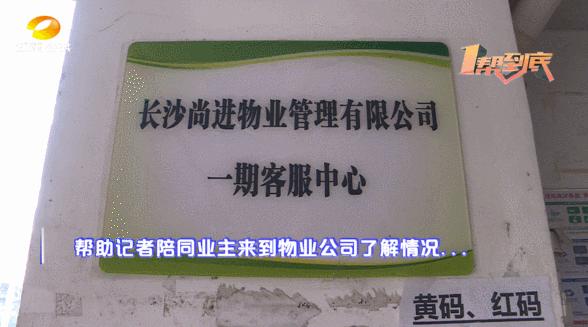 1帮到底
长沙尚进物业管理有限公司
一期客服中心
帮助记者陪同业主来到物业公司了解情况...
黄码、红码